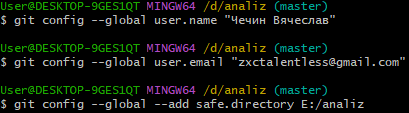 User@DESKTOP-9GES1QT MINGW64 /d/analiz (master)
$ git config --global user.name "Чечин Вячеслав"
User@DESKTOP-9GES1QT MINGW64 /d/analiz (master)
$ git config --global user.email "zxctalentless@gmail.com"
User@DESKTOP-9GES1QT MINGW64 /d/analiz (master)
$ git config --global --add safe.directory E:/analiz